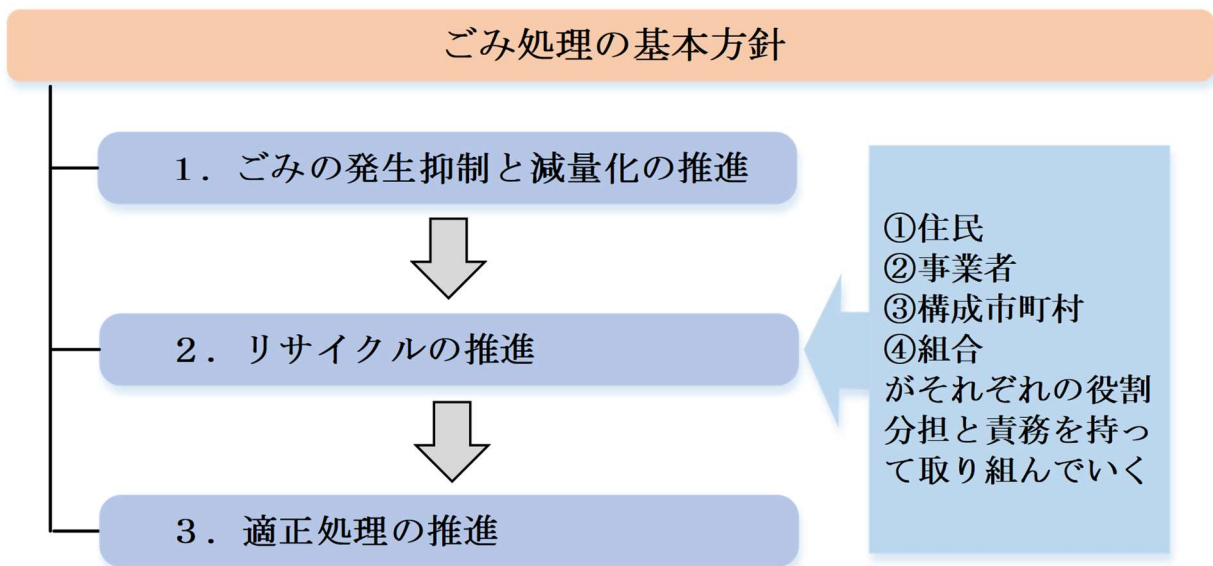 ごみ処理の基本方針
１．ごみの発生抑制と減量化の推進
２．リサイクルの推進
３．適正処理の推進
①住民
②事業者
③構成市町村
④組合
がそれぞれの役割
分担と責務を持っ
て取り組んでいく